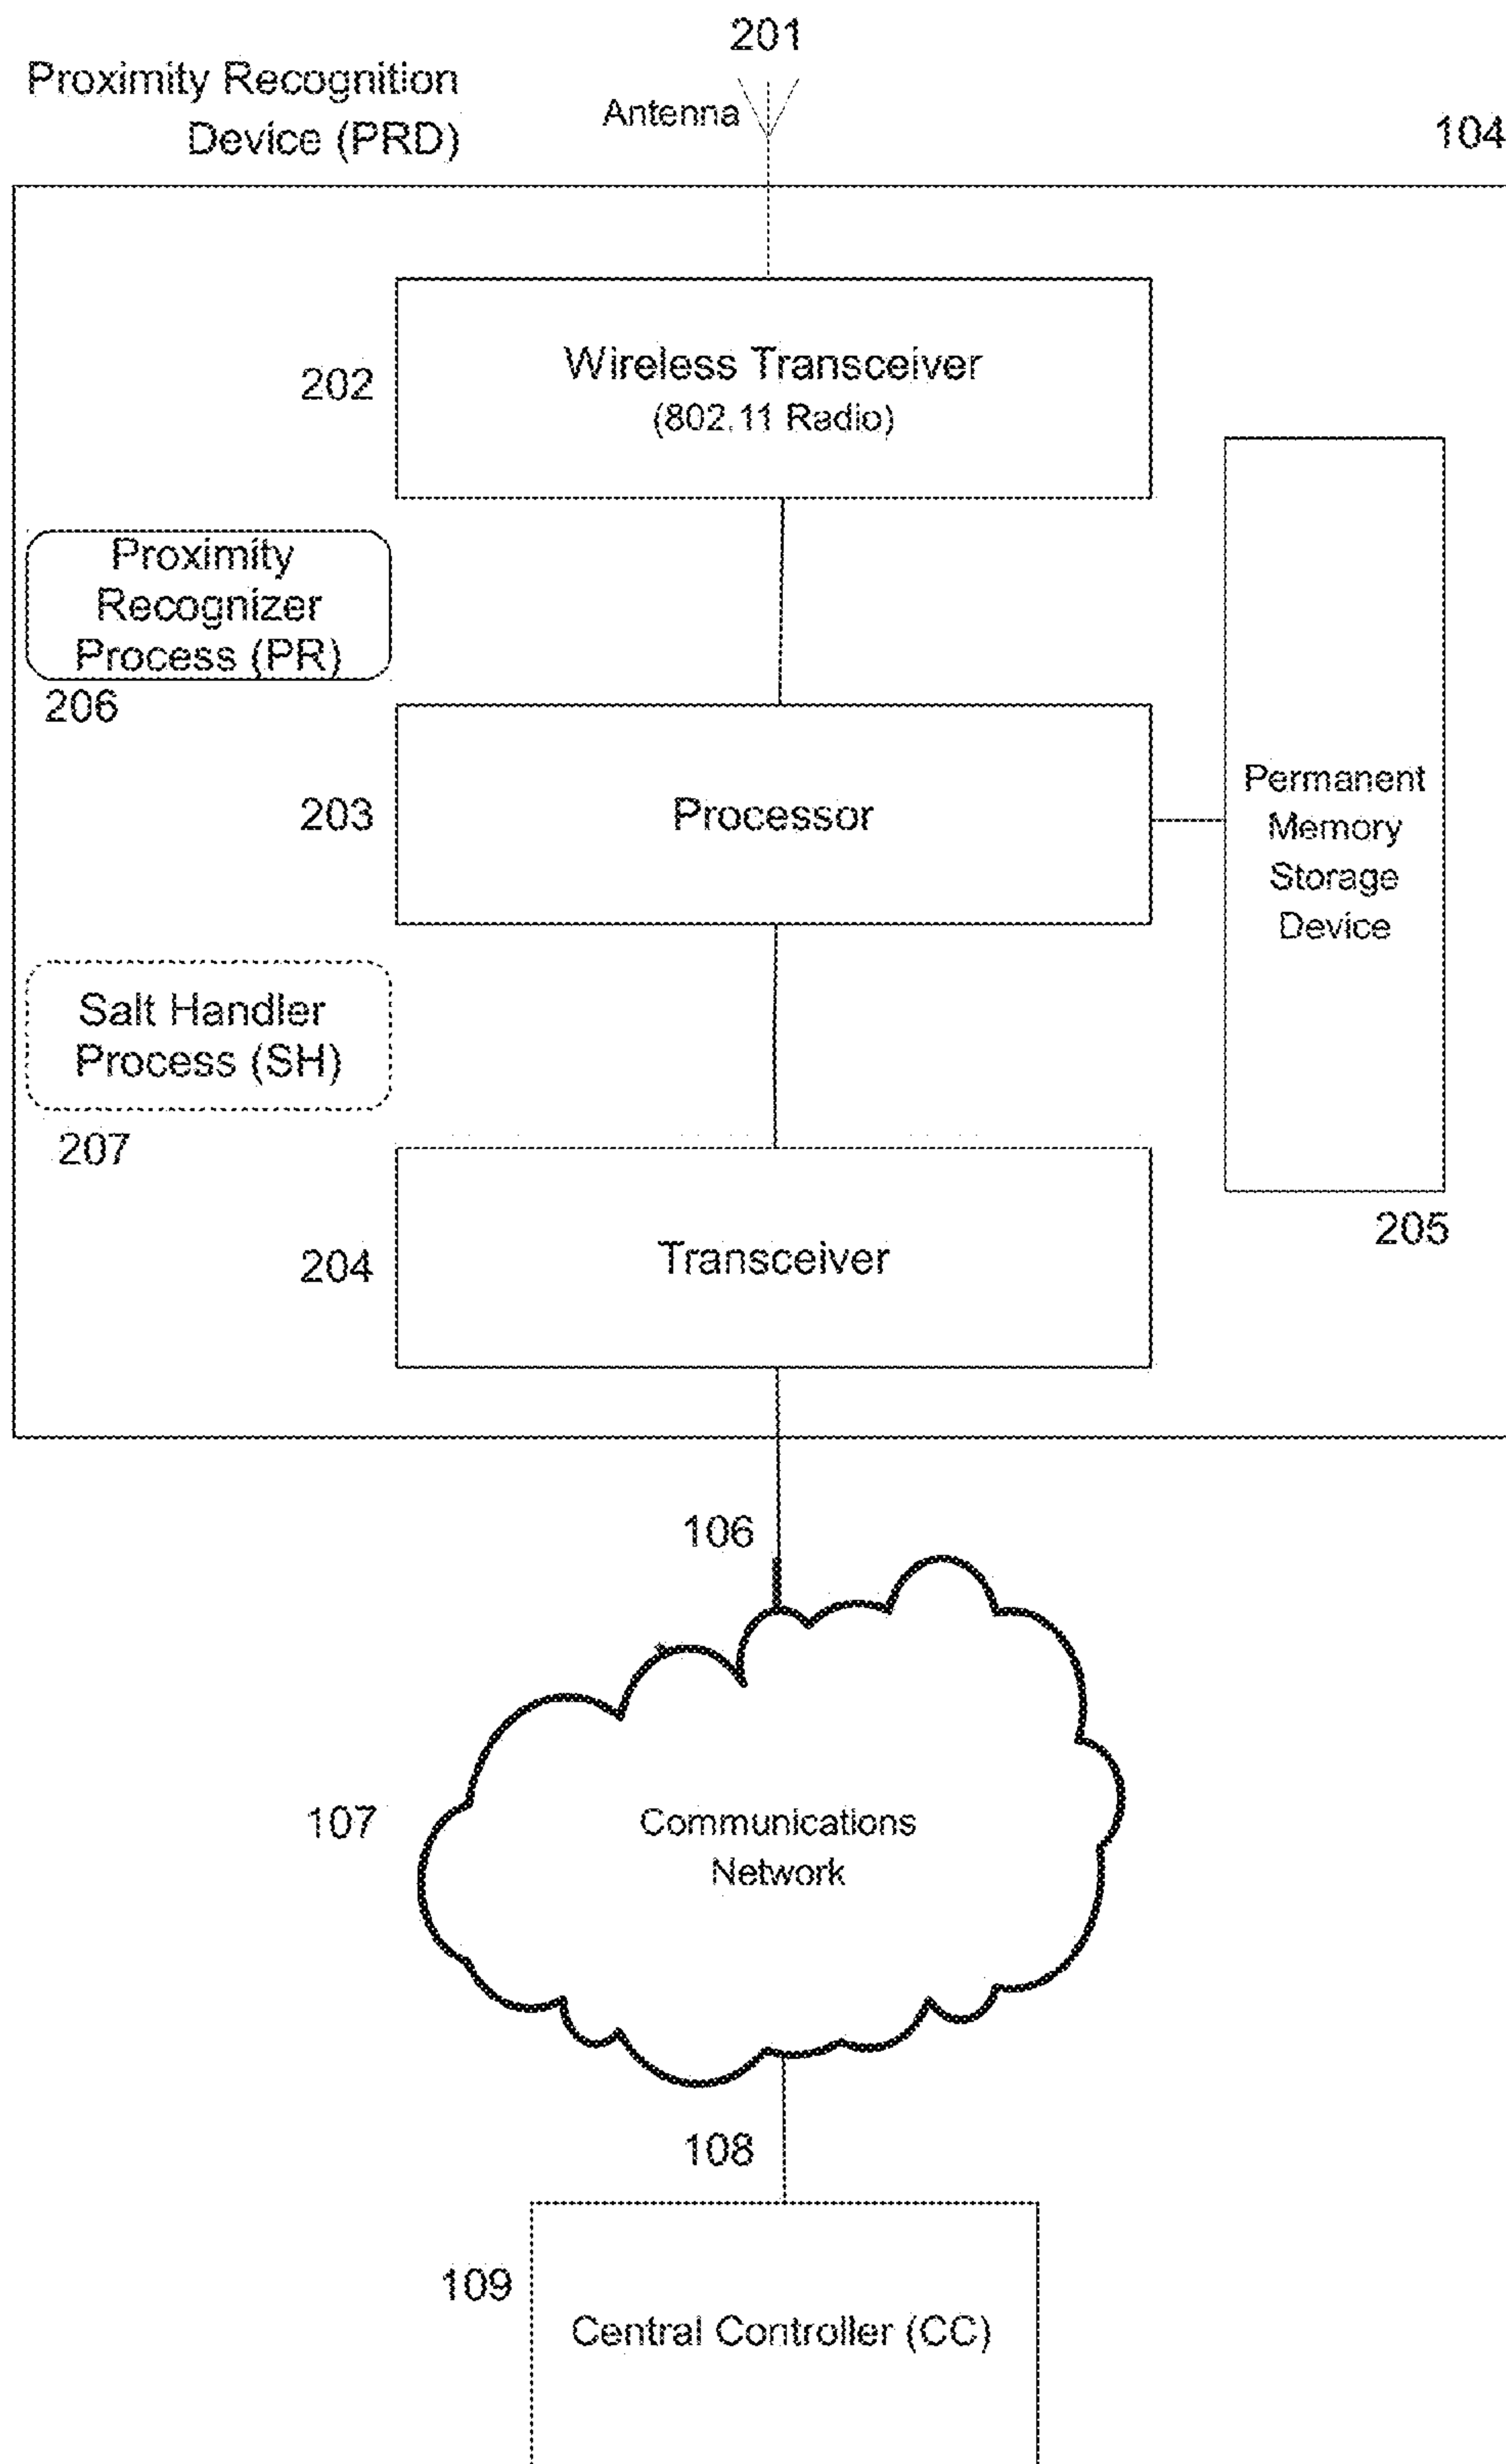 201
Proximity Recognition
Device (PRD)
Antenna
104
Wireless Transceiver
(802.11 Radio)
202
Proximity
Recognizer
Process (PR)
206
Processor
203
Permanent
Memory
Storage
Device
205
Salt Handler
Process (SH)
207
Transceiver
204
106
107
Communications
Network
108
109
Central Controller (CC)